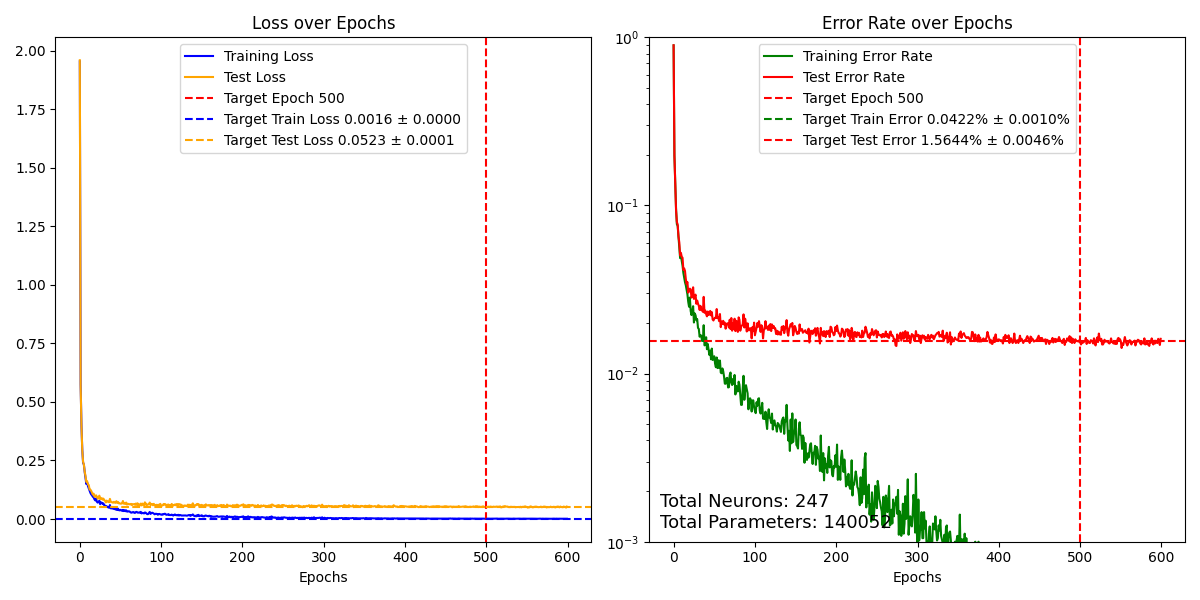 Loss over Epochs
2.00
1.75
1.50
1.25
1.00
0.75
0.50
0.25
0.00
Training Loss
Test Loss
Target Epoch 500
Target Train Loss 0.0016 ± 0.0000
Target Test Loss 0.0523 ± 0.0001
0 100 200 300 400 500 600
Epochs
Error Rate over Epochs
10⁰
10⁻¹
10⁻²
10⁻³
Training Error Rate
Test Error Rate
Target Epoch 500
Target Train Error 0.0422% ± 0.0010%
Target Test Error 1.5644% ± 0.0046%
Total Neurons: 247
Total Parameters: 140052
0 100 200 300 400 500 600
Epochs